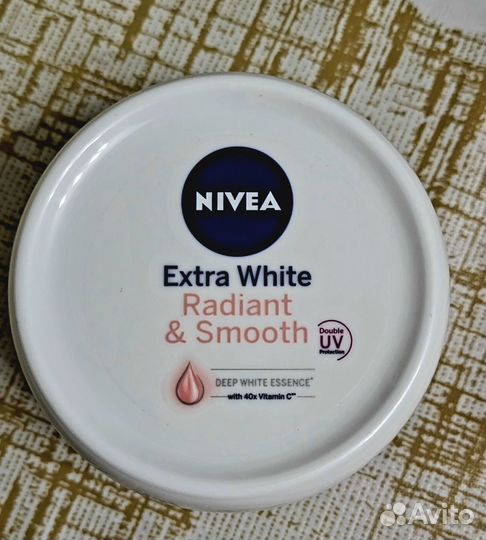 NIVEA
Extra White
Radiant
& Smooth
Double
UV
Protection
DEEP WHITE ESSENCE*
with 40x Vitamin C**
Avito